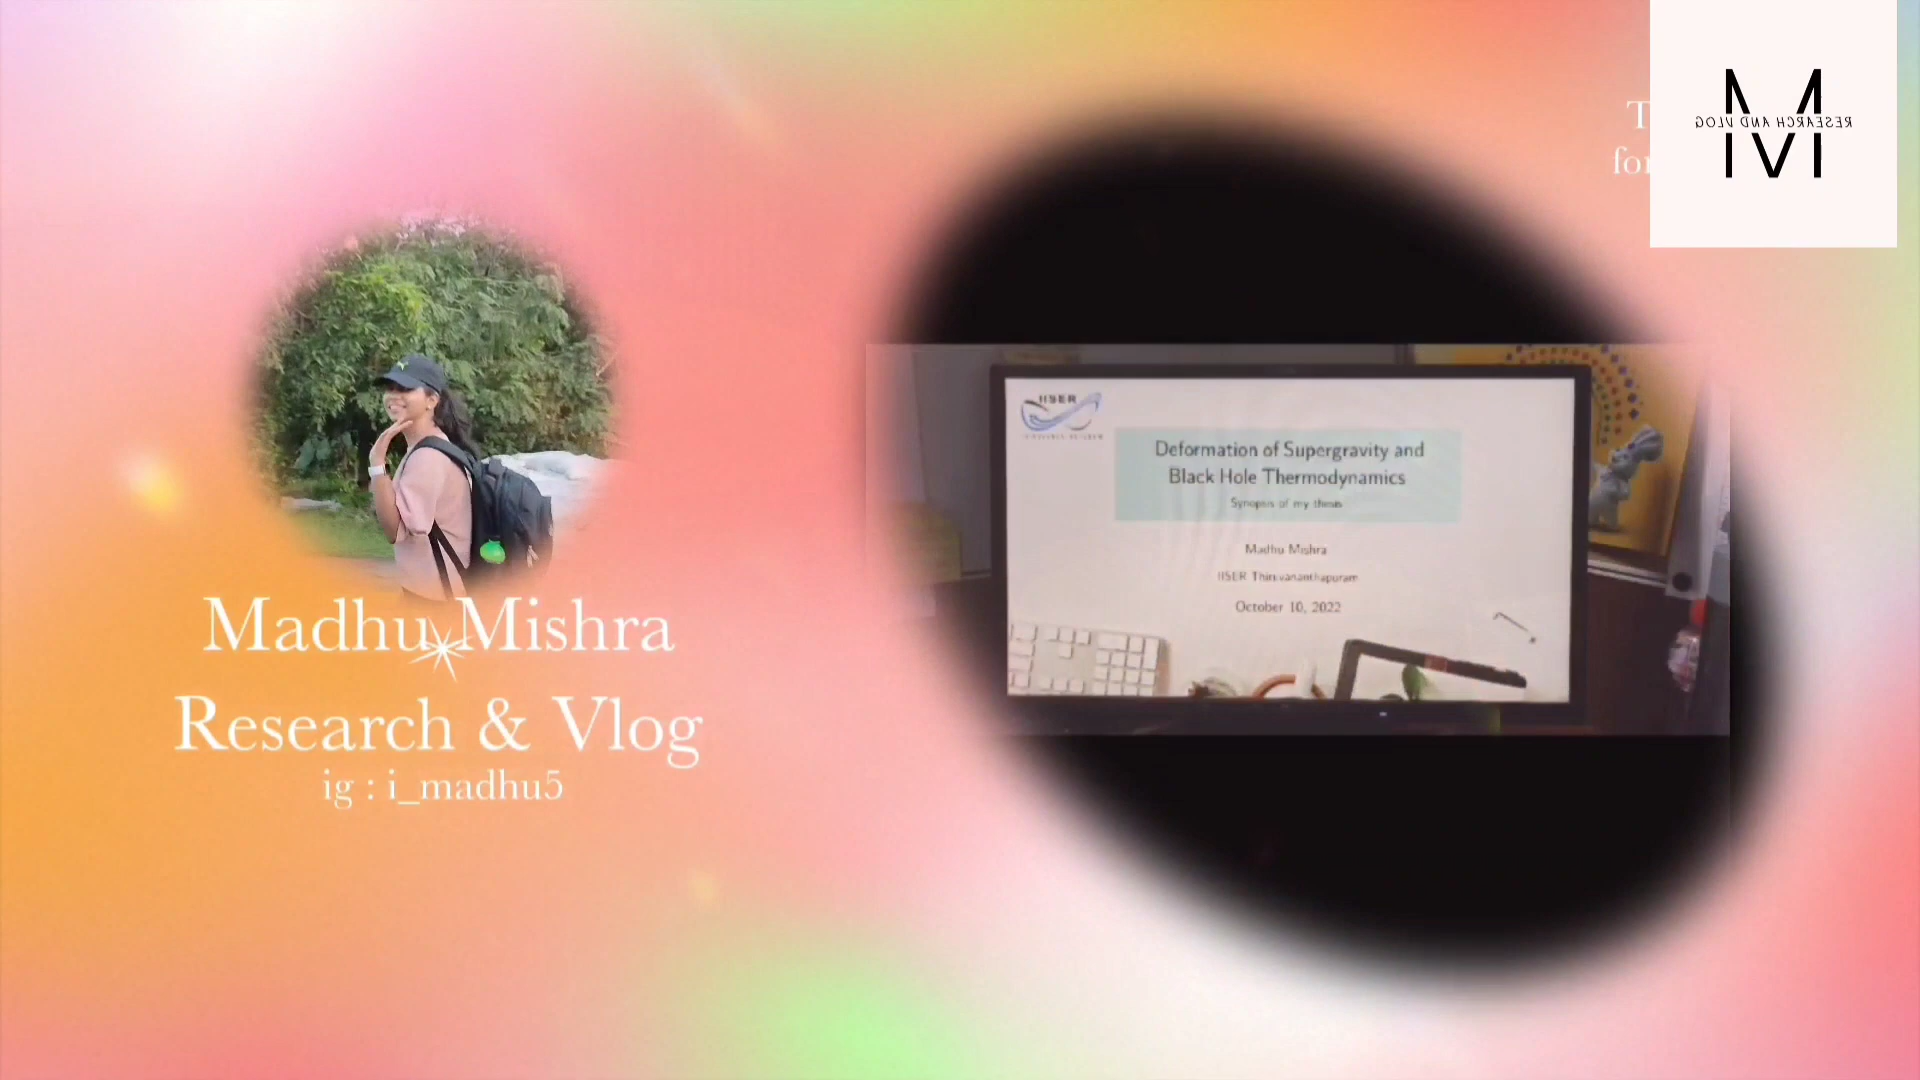 Madhu Mishra
Research & Vlog
ig : i_madhu5
IISER
Deformation of Supergravity and
Black Hole Thermodynamics
Synopsis of my thesis
Madhu Mishra
IISER Thiruvananthapuram
October 10, 2022
M
RESEARCH AND VLOG